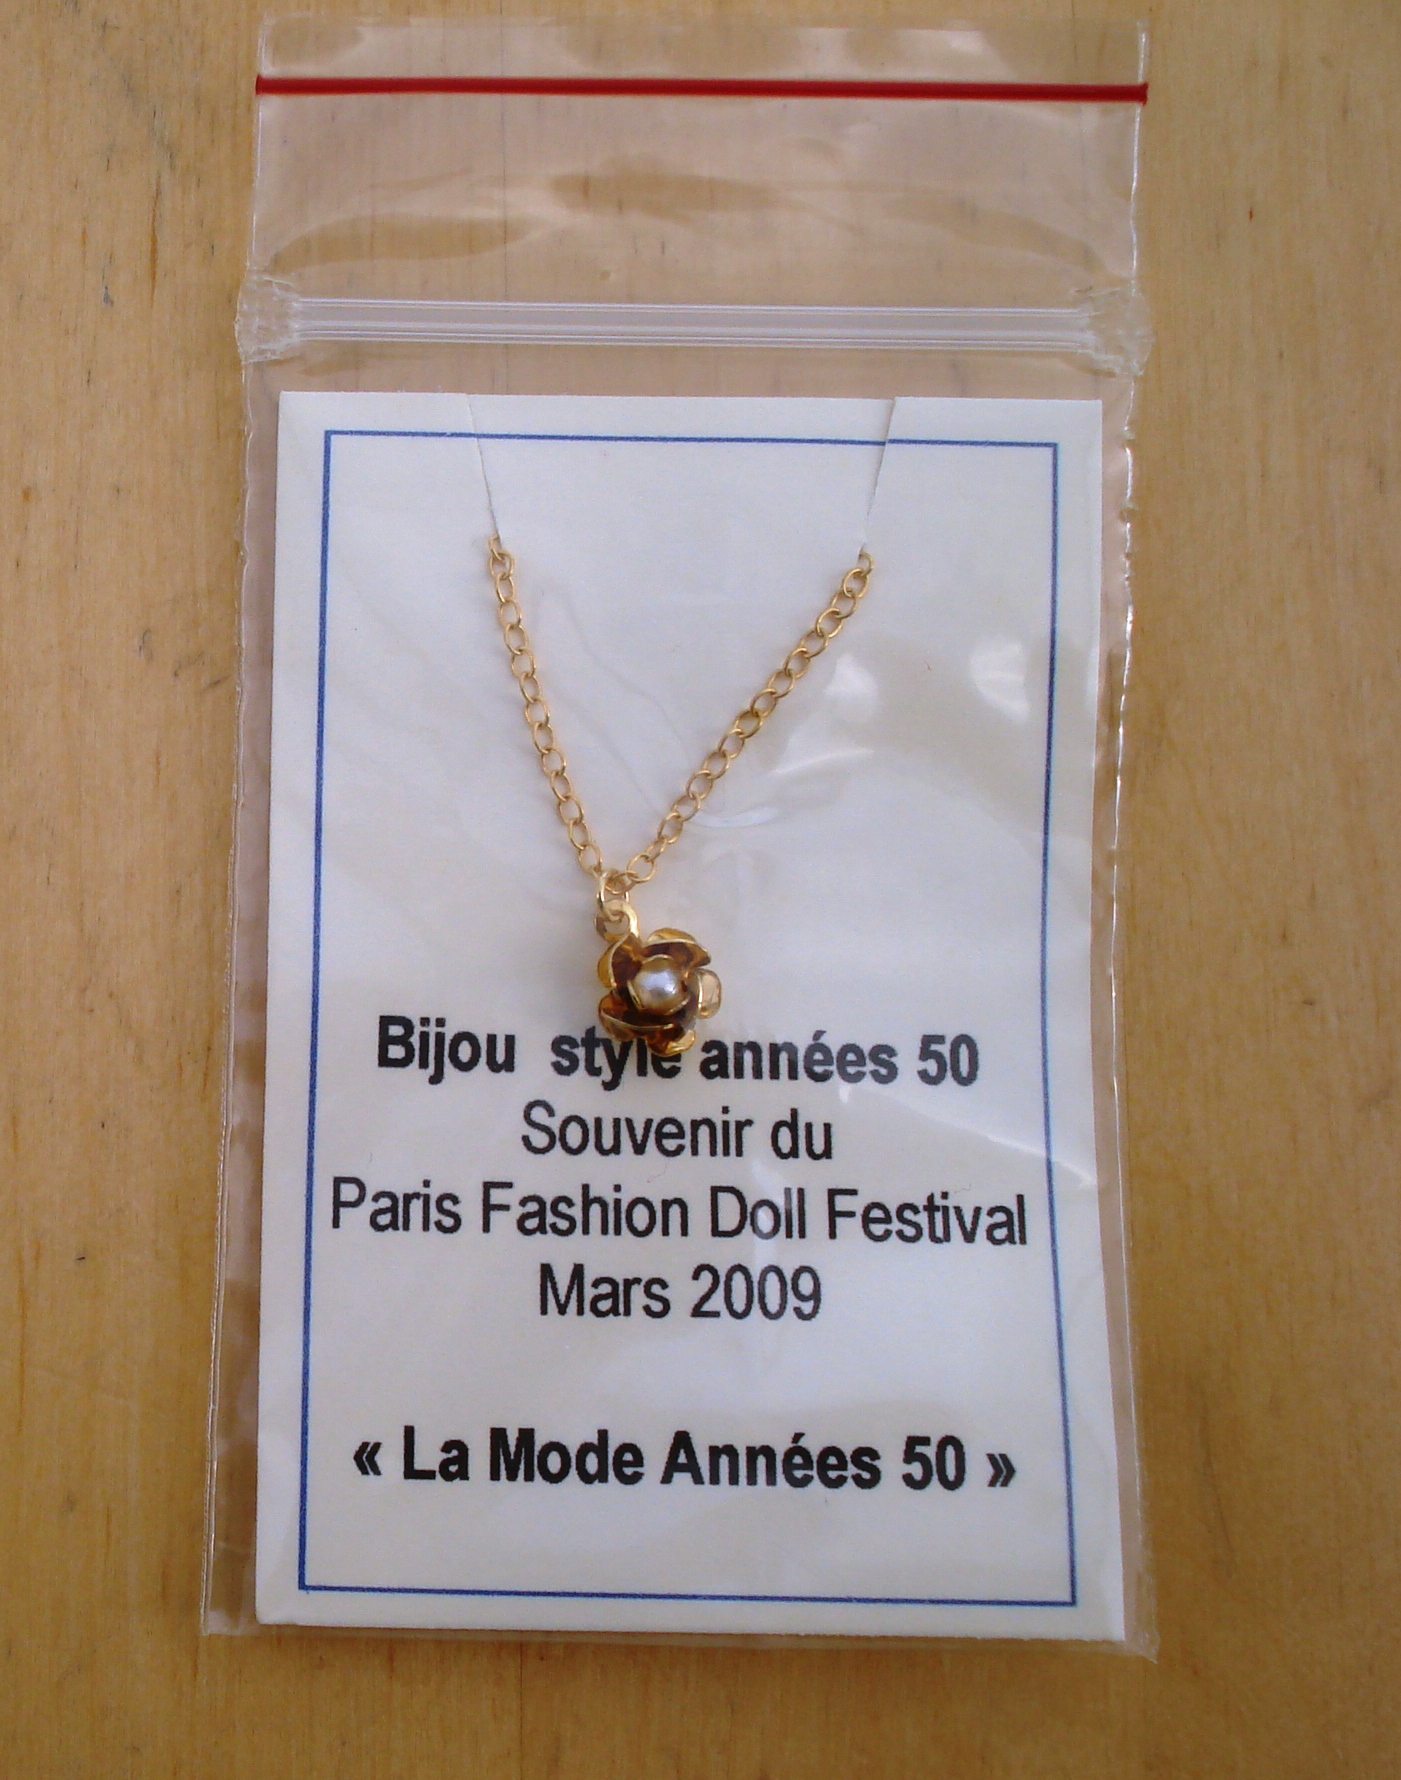 Bijou style années 50
Souvenir du
Paris Fashion Doll Festival
Mars 2009
« La Mode Années 50 »